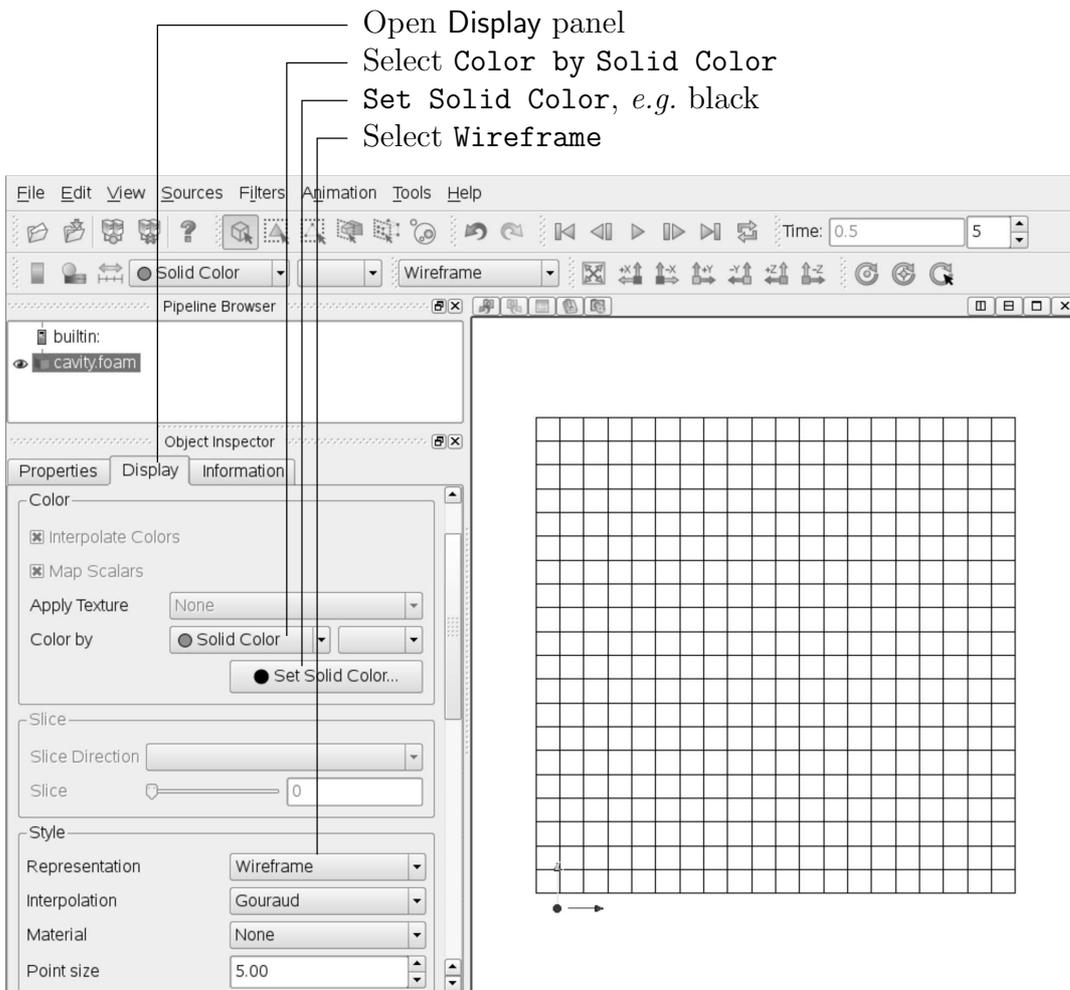 Open Display panel
Select Color by Solid Color
Set Solid Color, e.g. black
Select Wireframe
File Edit View Sources Filters Animation Tools Help
Time: 0.5 5
Solid Color Wireframe +X -X +Y -Y +Z -Z
Pipeline Browser
builtin:
cavity.foam
Object Inspector
Properties Display Information
Color
Interpolate Colors
Map Scalars
Apply Texture None
Color by Solid Color
Set Solid Color...
Slice
Slice Direction
Slice 0
Style
Representation Wireframe
Interpolation Gouraud
Material None
Point size 5.00